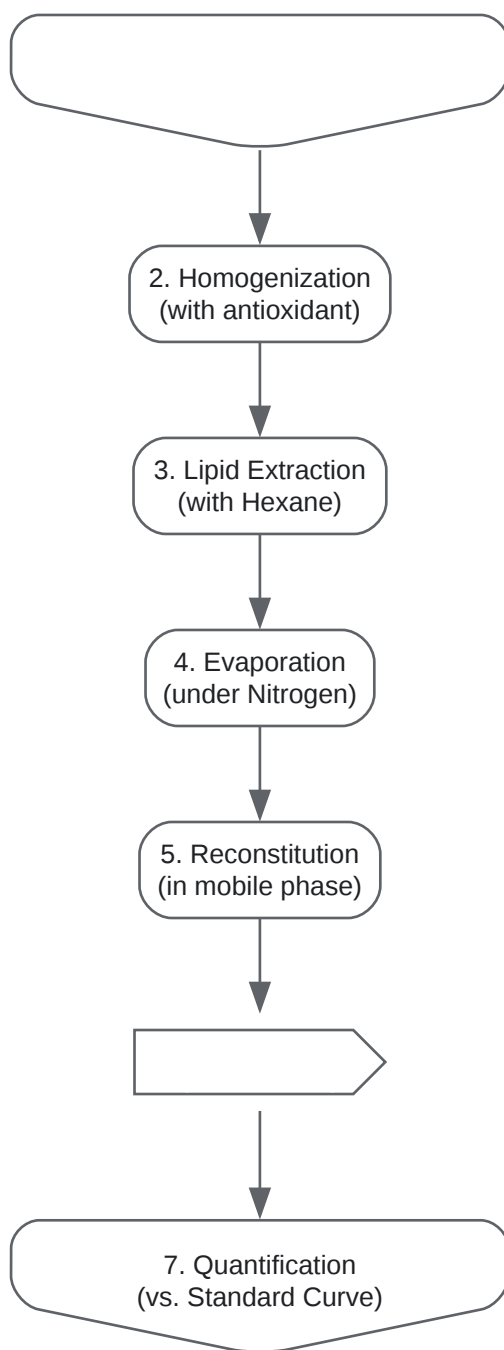 2. Homogenization
(with antioxidant)
3. Lipid Extraction
(with Hexane)
4. Evaporation
(under Nitrogen)
5. Reconstitution
(in mobile phase)
7. Quantification
(vs. Standard Curve)